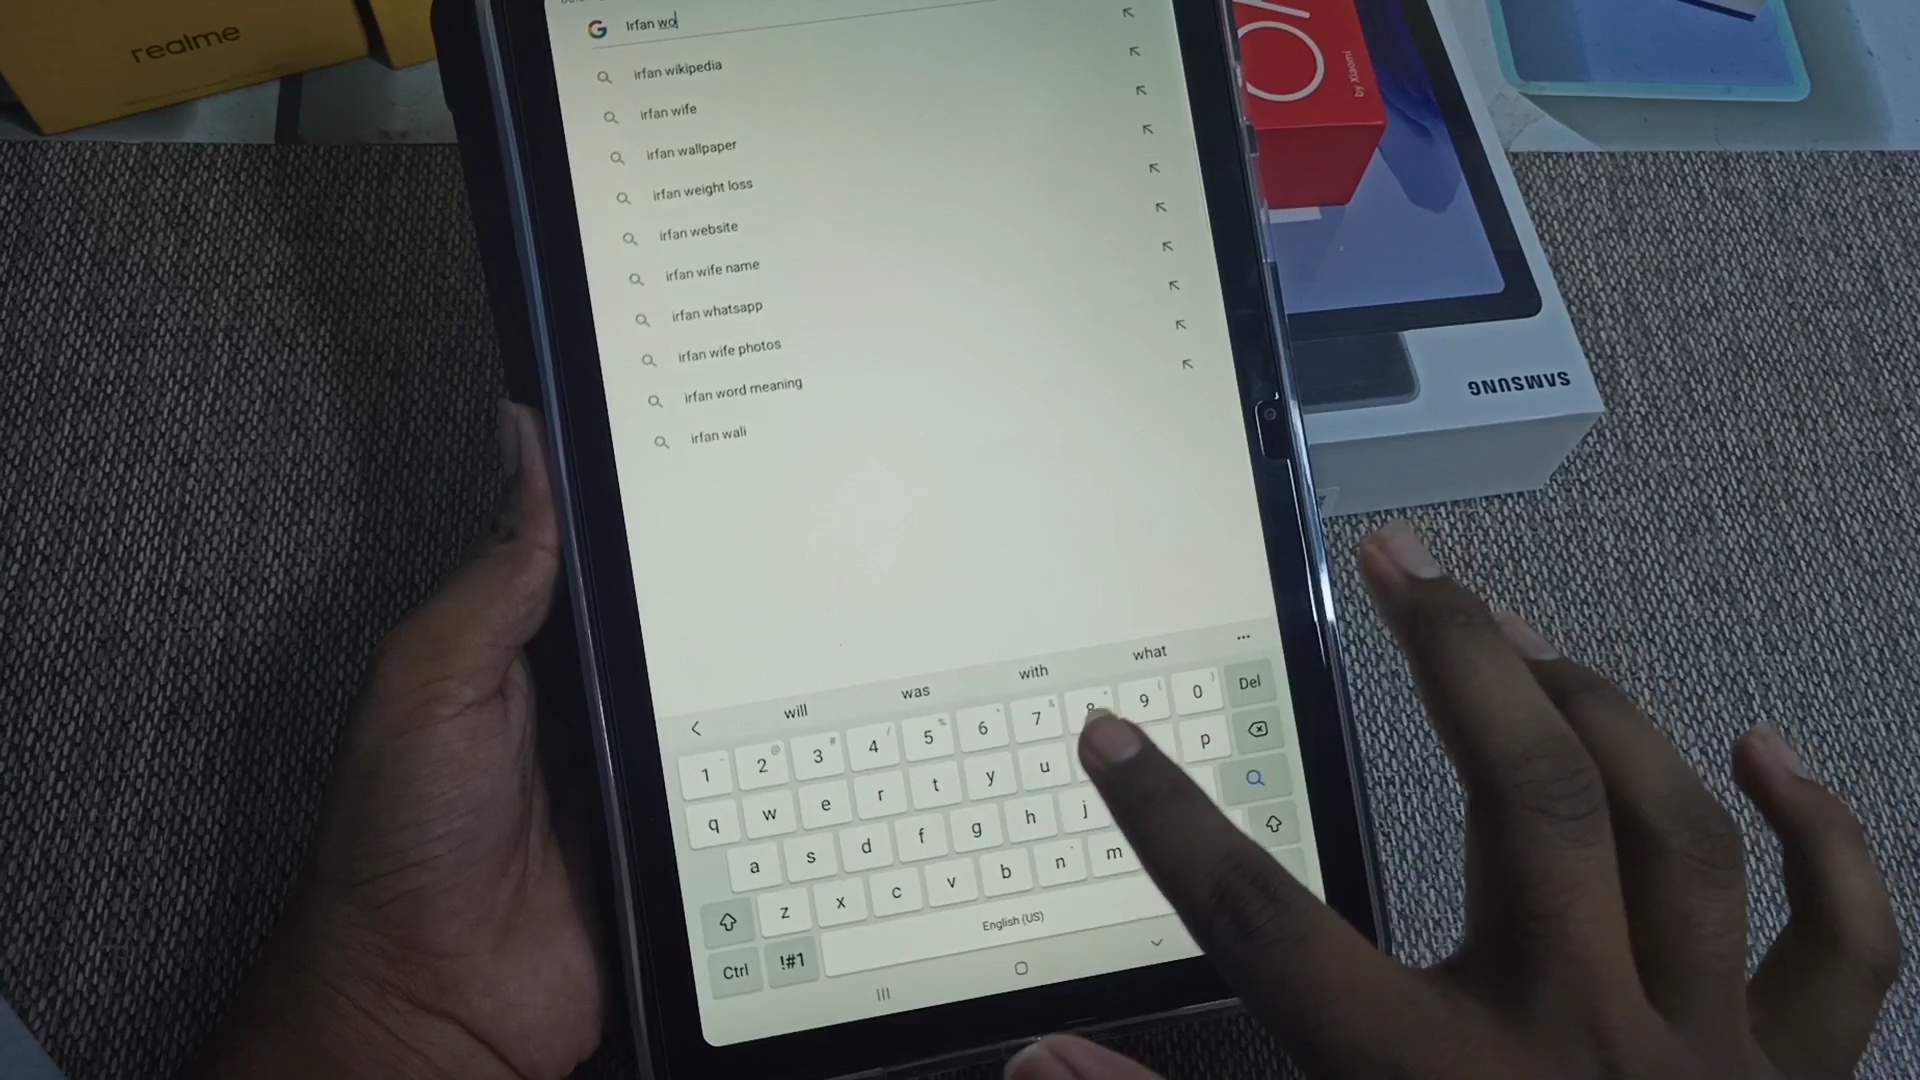 realme
by Xiaomi
SAMSUNG
Irfan wo
irfan wikipedia
irfan wife
irfan wallpaper
irfan weight loss
irfan website
irfan wife name
irfan whatsapp
irfan wife photos
irfan word meaning
irfan wali
will was with what
1 2 3 4 5 6 7 8 9 0 Del
q w e r t y u p
a s d f g h j
z x c v b n m
Ctrl !#1 English (US)